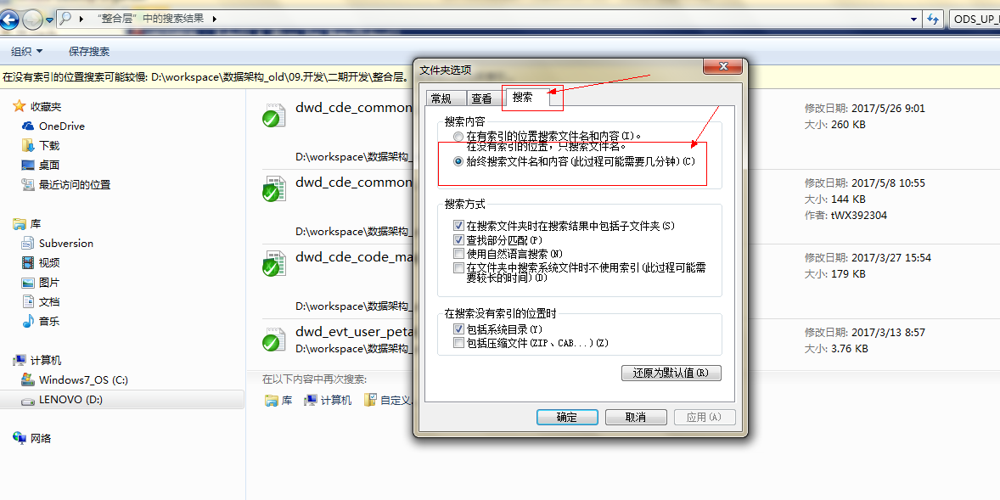 “整合层”中的搜索结果
ODS_UP_
组织
保存搜索
在没有索引的位置搜索可能较慢: D:\workspace\数据架构_old\09.开发\二期开发\整合层。
收藏夹
OneDrive
下载
桌面
最近访问的位置
库
Subversion
视频
图片
文档
音乐
计算机
Windows7_OS (C:)
LENOVO (D:)
网络
dwd_cde_common
D:\workspace\数据架构_
修改日期: 2017/5/26 9:01
大小: 260 KB
dwd_cde_common
D:\workspace\数据架构_
修改日期: 2017/5/8 10:55
大小: 144 KB
作者: tWX392304
dwd_cde_code_ma
D:\workspace\数据架构_
修改日期: 2017/3/27 15:54
大小: 179 KB
dwd_evt_user_peta
D:\workspace\数据架构_
修改日期: 2017/3/13 8:57
大小: 3.76 KB
在以下内容中再次搜索:
库
计算机
自定义
文件夹选项
常规
查看
搜索
搜索内容
在有索引的位置搜索文件名和内容(I)。
在没有索引的位置，只搜索文件名。
始终搜索文件名和内容(此过程可能需要几分钟)(C)
搜索方式
在搜索文件夹时在搜索结果中包括子文件夹(S)
查找部分匹配(P)
使用自然语言搜索(N)
在文件夹中搜索系统文件时不使用索引(此过程可能需
要较长的时间)(D)
在搜索没有索引的位置时
包括系统目录(Y)
包括压缩文件(ZIP、CAB...)(Z)
还原为默认值(R)
确定
取消
应用(A)